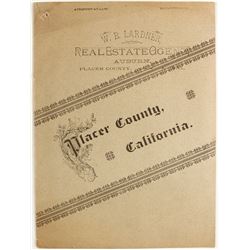 W. B. LARDNER
REAL ESTATE AGENT
AUBURN
PLACER COUNTY,
Placer County,
California.